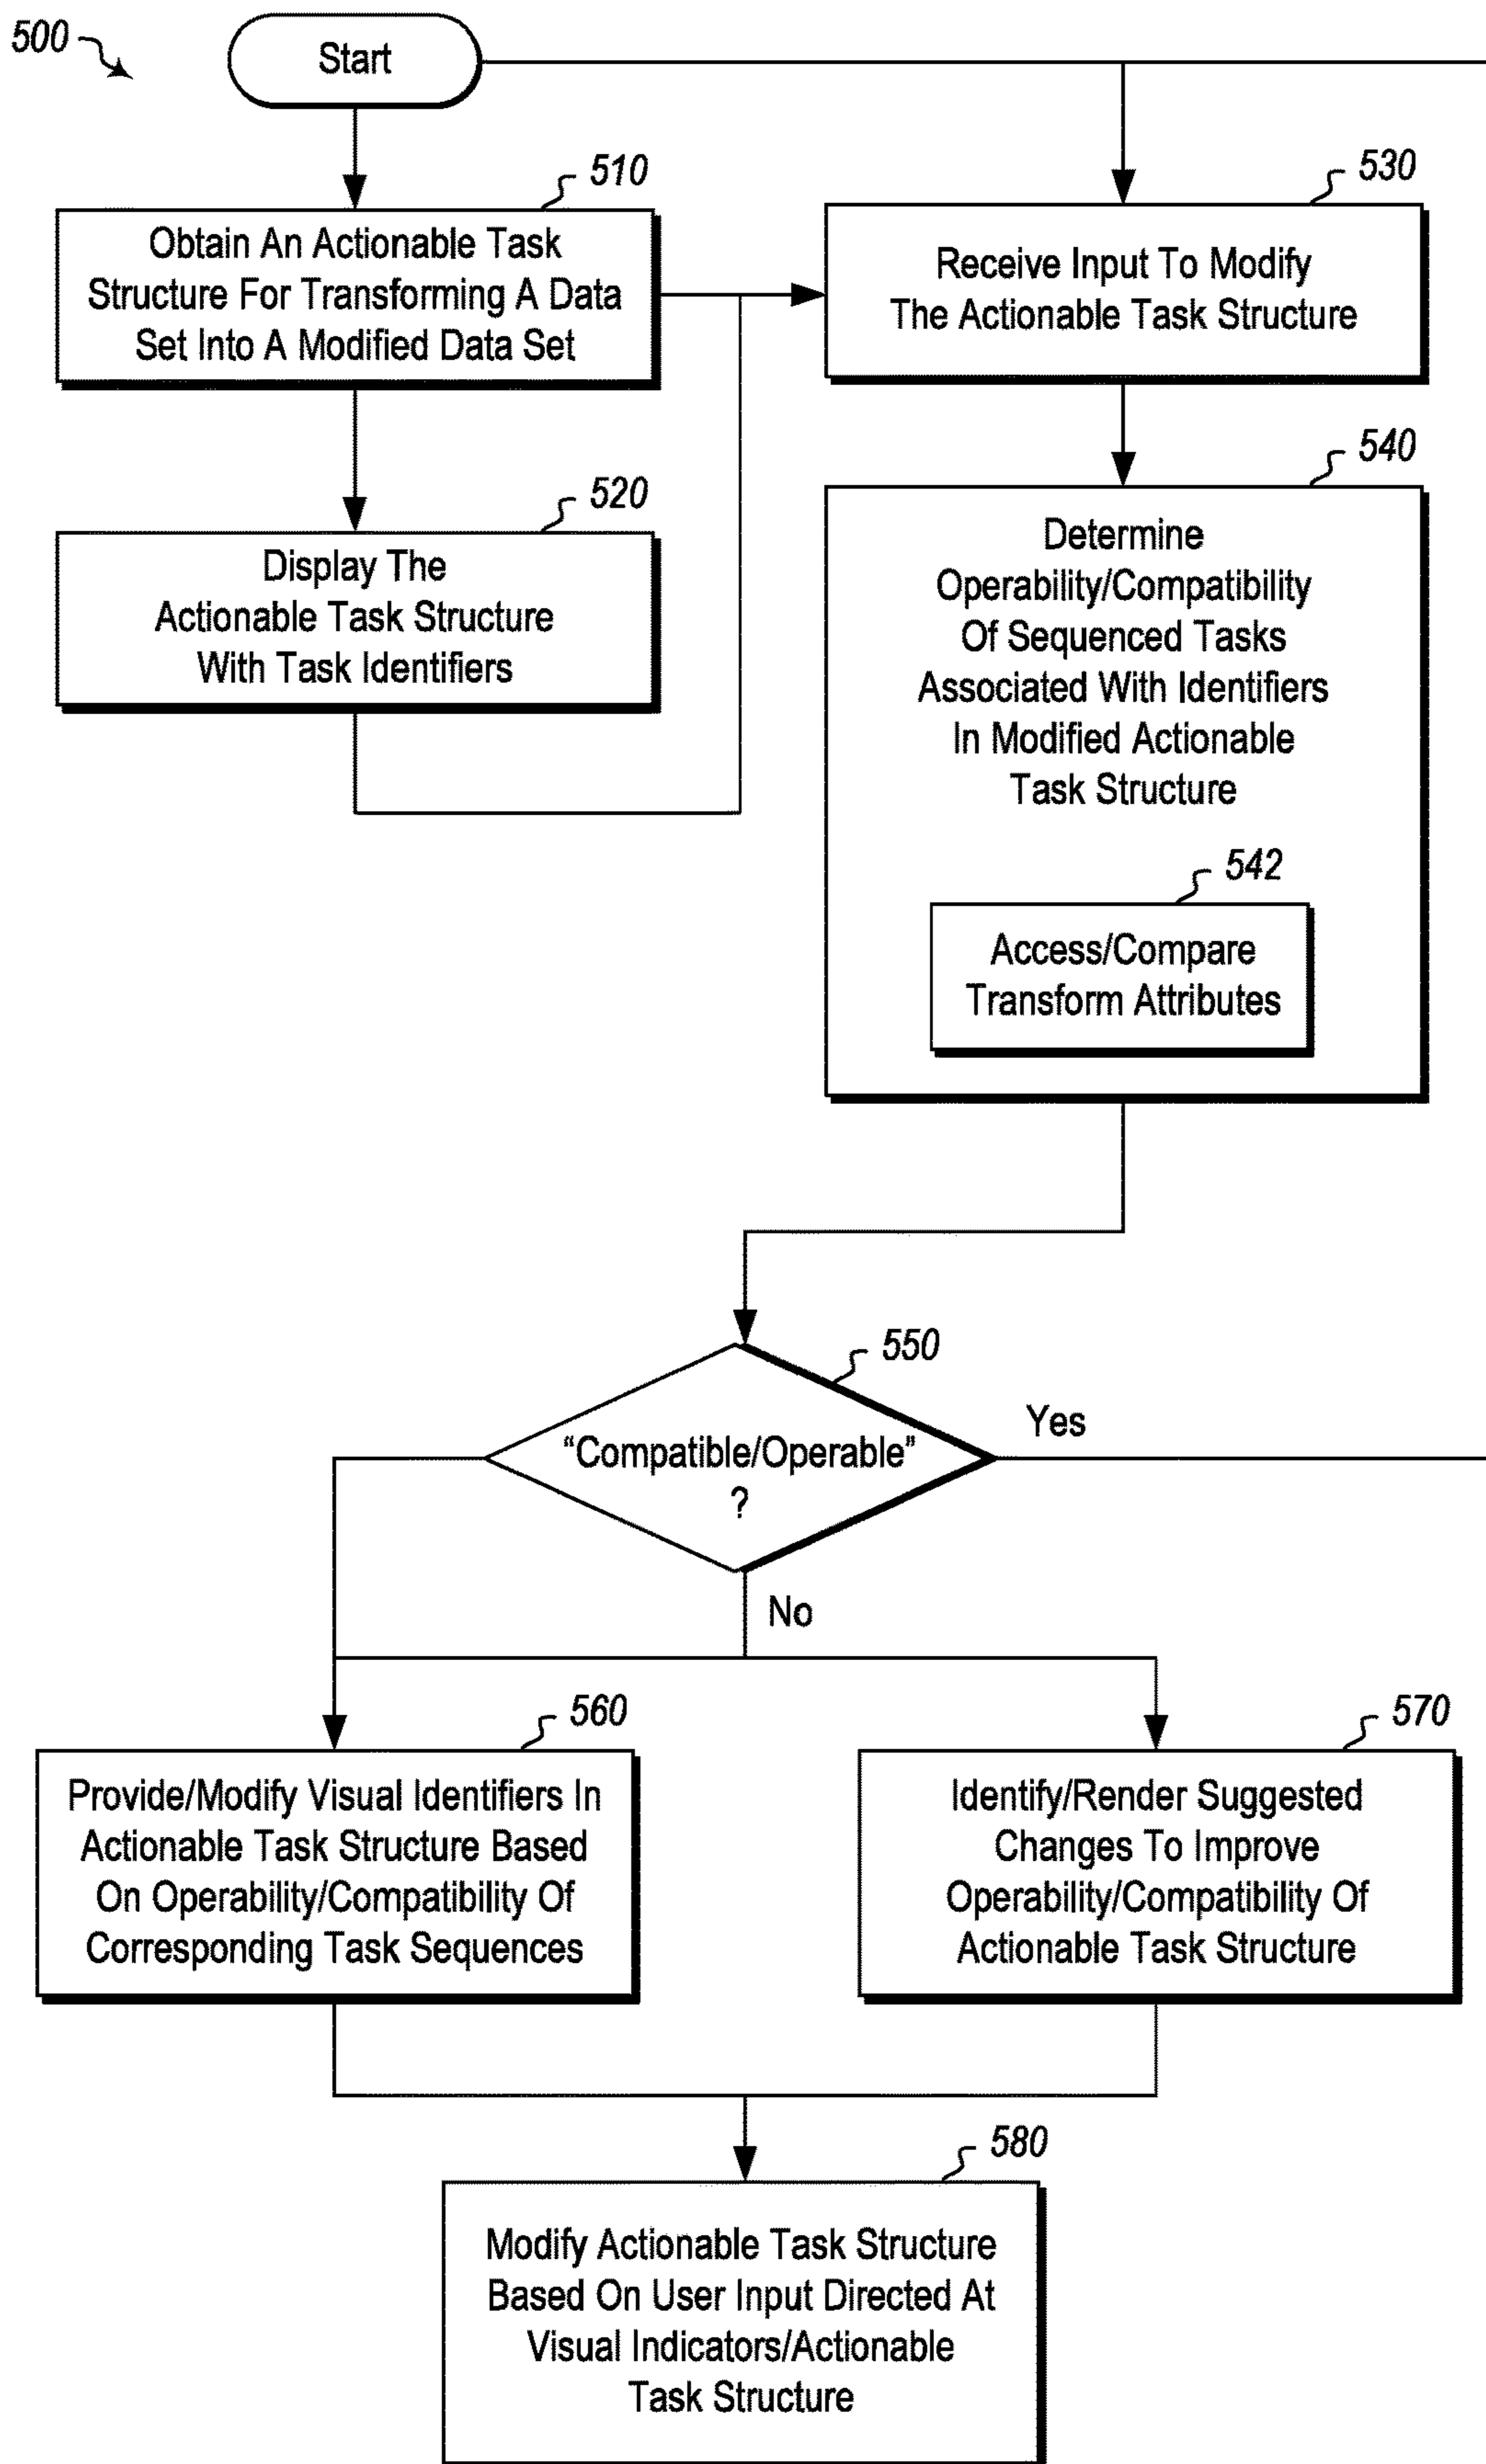 500
Start
510
Obtain An Actionable Task
Structure For Transforming A Data
Set Into A Modified Data Set
520
Display The
Actionable Task Structure
With Task Identifiers
530
Receive Input To Modify
The Actionable Task Structure
540
Determine
Operability/Compatibility
Of Sequenced Tasks
Associated With Identifiers
In Modified Actionable
Task Structure
542
Access/Compare
Transform Attributes
550
“Compatible/Operable”
?
Yes
No
560
Provide/Modify Visual Identifiers In
Actionable Task Structure Based
On Operability/Compatibility Of
Corresponding Task Sequences
570
Identify/Render Suggested
Changes To Improve
Operability/Compatibility Of
Actionable Task Structure
580
Modify Actionable Task Structure
Based On User Input Directed At
Visual Indicators/Actionable
Task Structure